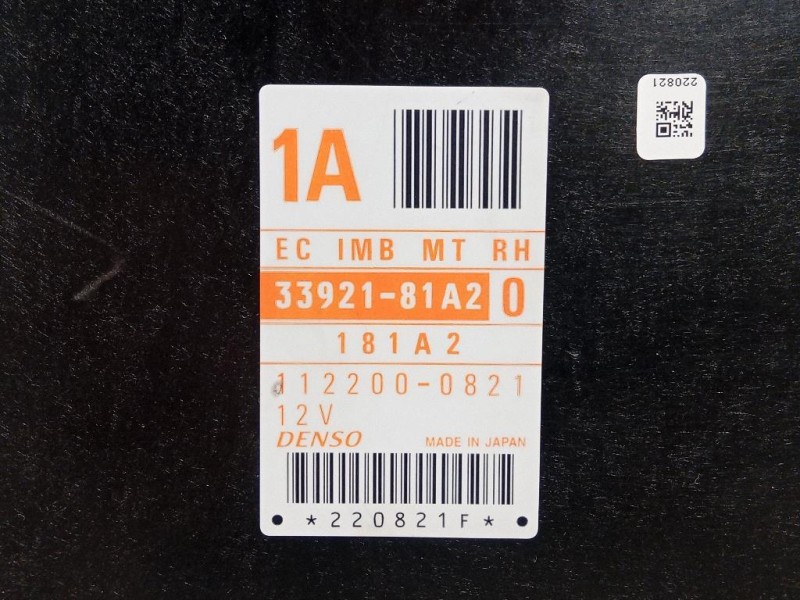 220821
1A
EC IMB MT RH
33921-81A2 0
181A2
112200-0821
12V
DENSO MADE IN JAPAN
*220821F*